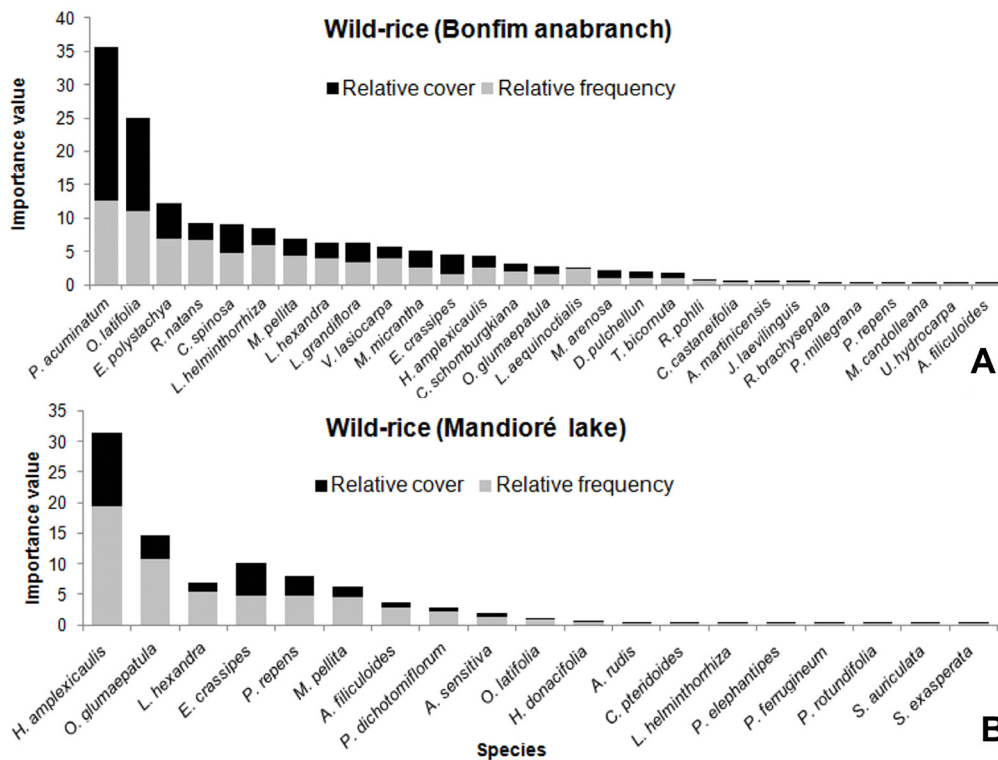 Wild-rice (Bonfim anabranch)
Relative cover Relative frequency
Importance value
40
35
30
25
20
15
10
5
0
P. acuminatum
O. latifolia
E. polystachya
R. natans
C. spinosa
L. helminthorrhiza
M. pellita
L. hexandra
L. grandiflora
V. lasiocarpa
M. micrantha
E. crassipes
H. amplexicaulis
C. schomburgkiana
O. glumaepatula
L. aequinoctialis
M. arenosa
D. pulchellun
T. bicornuta
R. pohlli
C. castaneifolia
A. martinicensis
J. laevilinguis
R. brachysepala
P. millegrana
P. repens
M. candolleana
U. hydrocarpa
A. filiculoides
A
Wild-rice (Mandioré lake)
Relative cover Relative frequency
Importance value
35
30
25
20
15
10
5
0
H. amplexicaulis
O. glumaepatula
L. hexandra
E. crassipes
P. repens
M. pellita
A. filiculoides
P. dichotomiflorum
A. sensitiva
O. latifolia
H. donacifolia
A. rudis
C. pteridoides
L. helminthorrhiza
P. elephantipes
P. ferrugineum
P. rotundifolia
S. auriculata
S. exasperata
Species
B